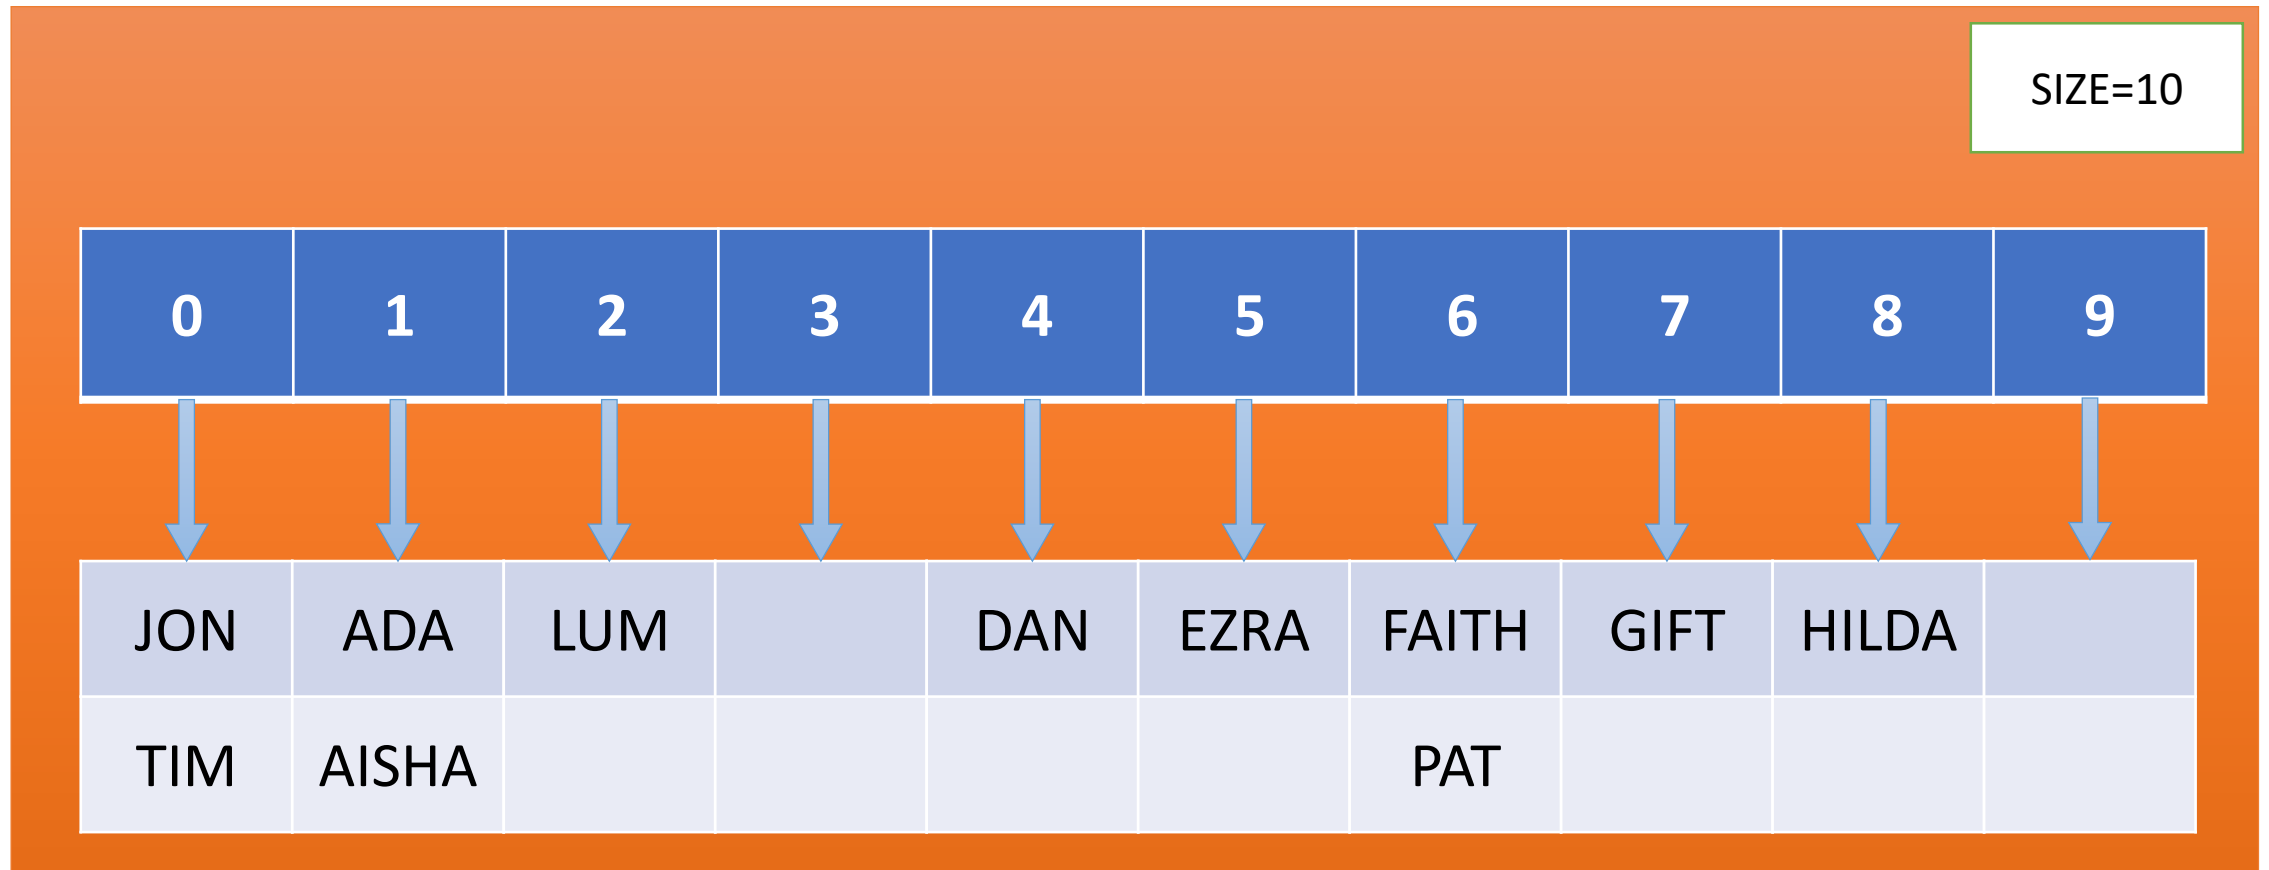 SIZE=10
0 1 2 3 4 5 6 7 8 9
JON ADA LUM DAN EZRA FAITH GIFT HILDA
TIM AISHA PAT